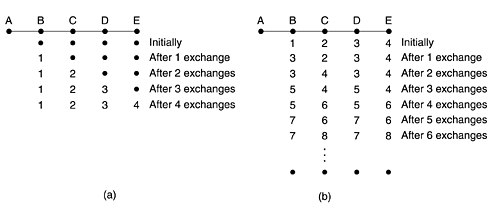 A B C D E
Initially
1 After 1 exchange
1 2 After 2 exchanges
1 2 3 After 3 exchanges
1 2 3 4 After 4 exchanges
(a)
A B C D E
1 2 3 4 Initially
3 2 3 4 After 1 exchange
3 4 3 4 After 2 exchanges
5 4 5 4 After 3 exchanges
5 6 5 6 After 4 exchanges
7 6 7 6 After 5 exchanges
7 8 7 8 After 6 exchanges
(b)